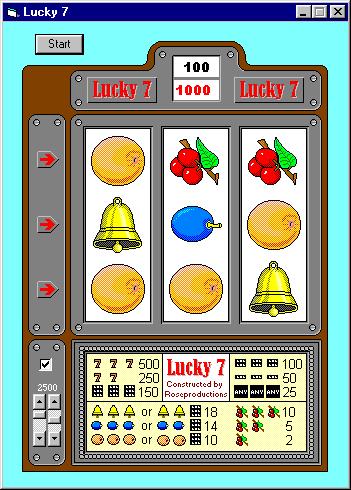 Lucky 7
Start
100
Lucky 7
1000
Lucky 7
2500
7 7 7 500
7 7 250
150
Lucky 7
Constructed by
Roseproductions
100
50
ANY ANY ANY 25
or 18
or 14
or 10
10
5
2